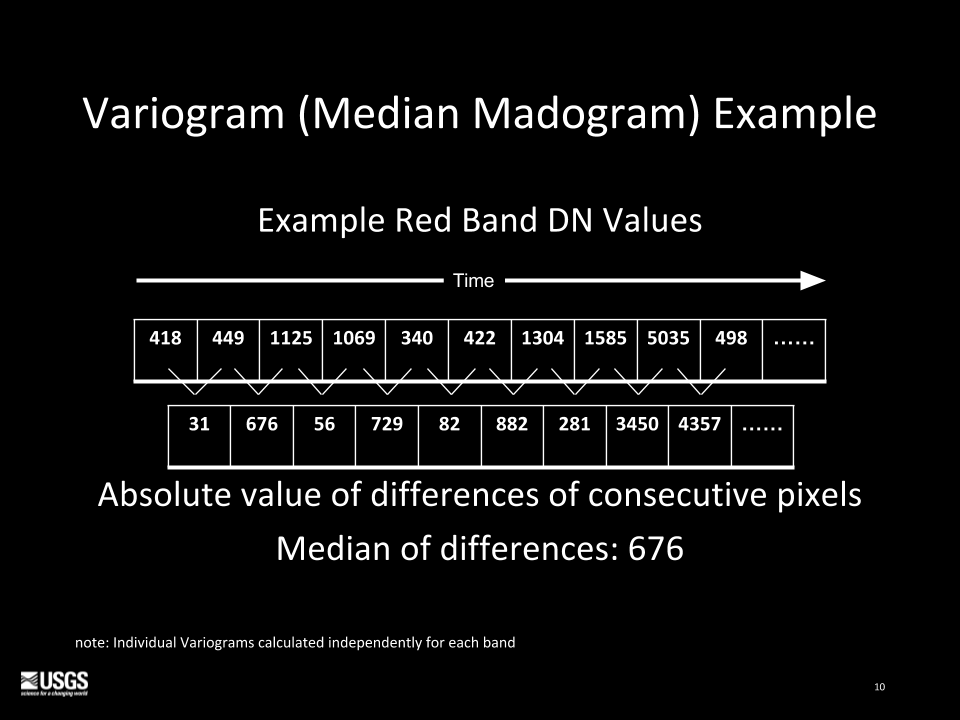 Variogram (Median Madogram) Example
Example Red Band DN Values
Time
418 449 1125 1069 340 422 1304 1585 5035 498 ......
31 676 56 729 82 882 281 3450 4357 ......
Absolute value of differences of consecutive pixels
Median of differences: 676
note: Individual Variograms calculated independently for each band
USGS
science for a changing world
10